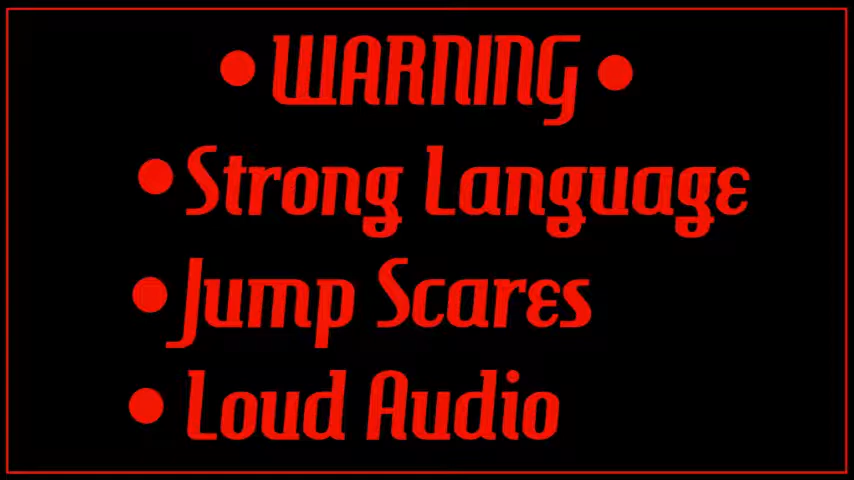 • WARNING •
• Strong Language
• Jump Scares
• Loud Audio